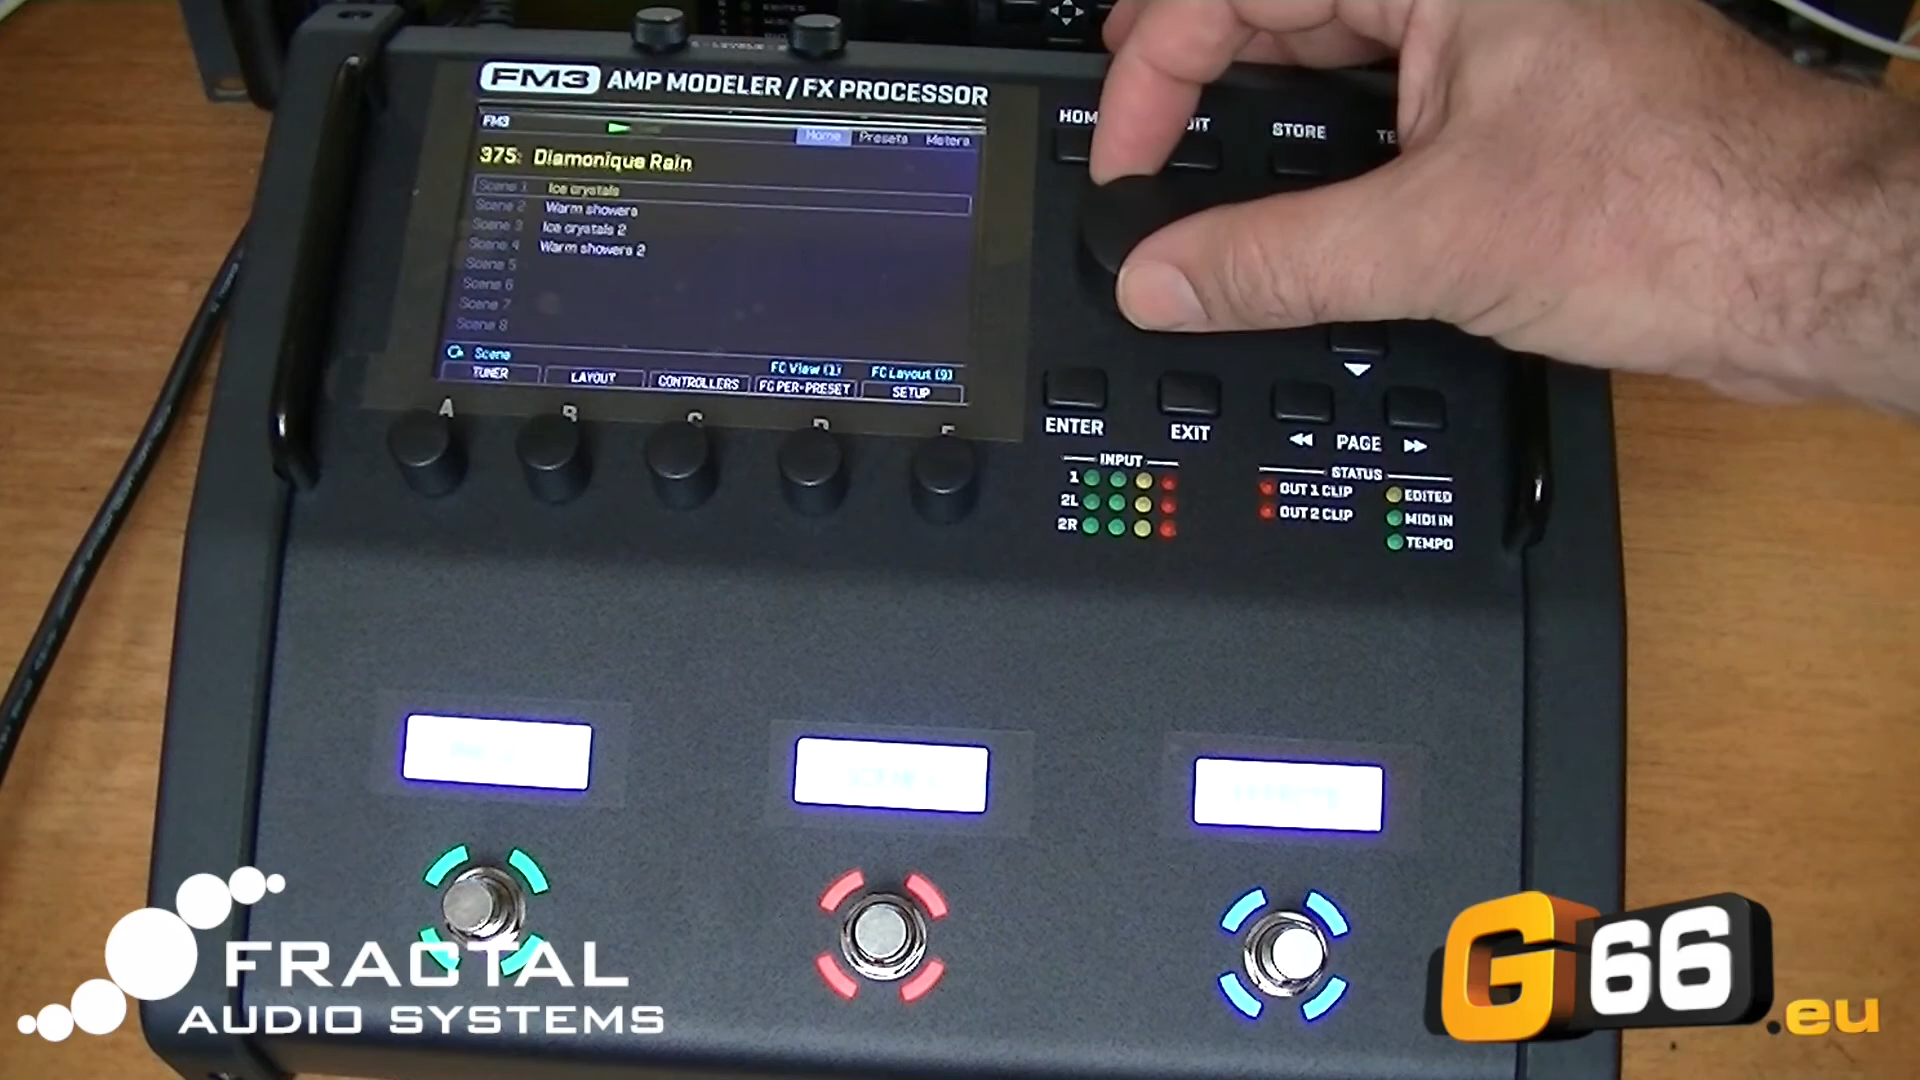 FM3 AMP MODELER / FX PROCESSOR
FM3
Home Presets Meters
375: Diamonique Rain
Scene 1 Ice crystals
Scene 2 Warm showers
Scene 3 Ice crystals 2
Scene 4 Warm showers 2
Scene 5
Scene 6
Scene 7
Scene 8
Scene
FC View (1) FC Layout (9)
TUNER LAYOUT CONTROLLERS FC PER-PRESET SETUP
A B C D E
STORE
ENTER EXIT
PAGE
INPUT
1
2L
2R
STATUS
OUT 1 CLIP
OUT 2 CLIP
EDITED
MIDI IN
TEMPO
FRACTAL
AUDIO SYSTEMS
G66.eu